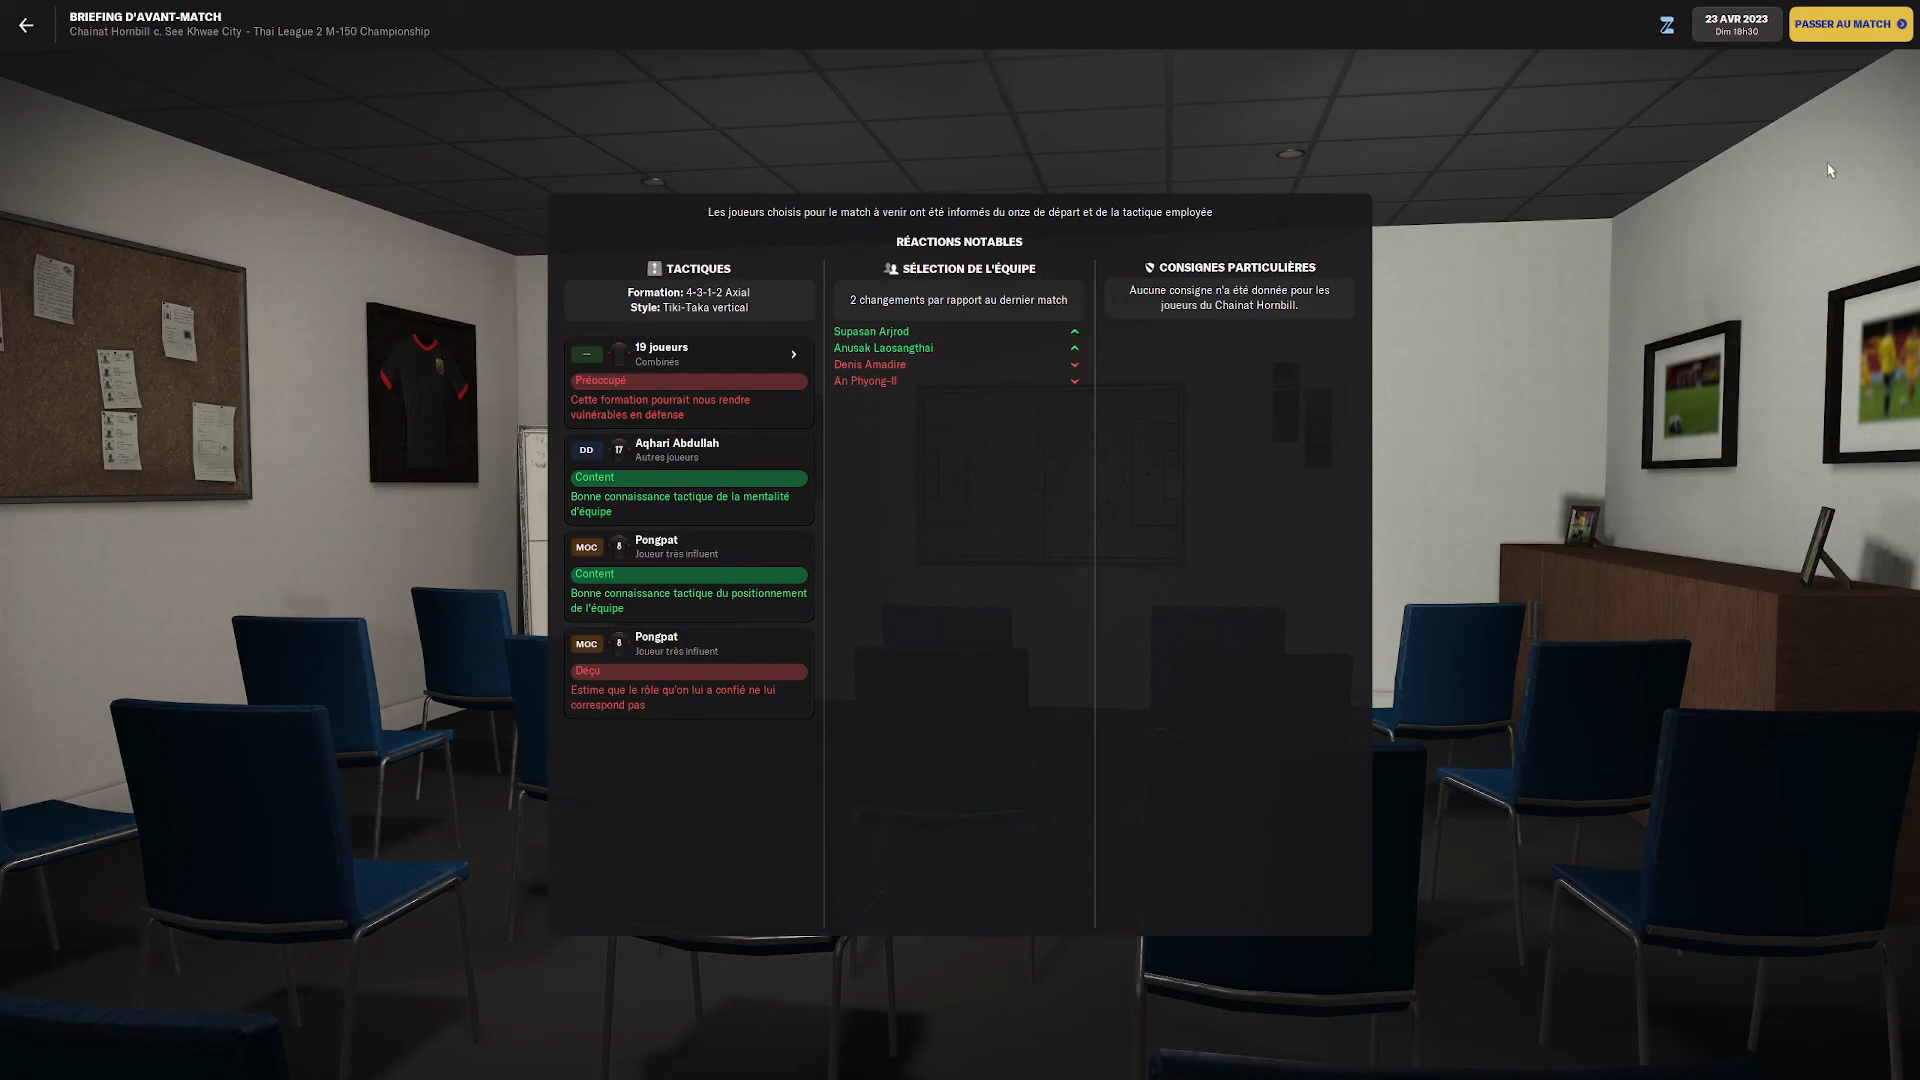 BRIEFING D'AVANT-MATCH
Chainat Hornbill c. See Khwae City - Thai League 2 M-150 Championship
23 AVR 2023
Dim 18h30
PASSER AU MATCH
Les joueurs choisis pour le match à venir ont été informés du onze de départ et de la tactique employée
RÉACTIONS NOTABLES
TACTIQUES
Formation: 4-3-1-2 Axial
Style: Tiki-Taka vertical
19 joueurs
Combinés
Préoccupé
Cette formation pourrait nous rendre
vulnérables en défense
DD 17 Aqhari Abdullah
Autres joueurs
Content
Bonne connaissance tactique de la mentalité
d'équipe
MOC 8 Pongpat
Joueur très influent
Content
Bonne connaissance tactique du positionnement
de l'équipe
MOC 8 Pongpat
Joueur très influent
Déçu
Estime que le rôle qu'on lui a confié ne lui
correspond pas
SÉLECTION DE L'ÉQUIPE
2 changements par rapport au dernier match
Supasan Arjrod
Anusak Laosangthai
Denis Amadire
An Phyong-Il
CONSIGNES PARTICULIÈRES
Aucune consigne n'a été donnée pour les
joueurs du Chainat Hornbill.